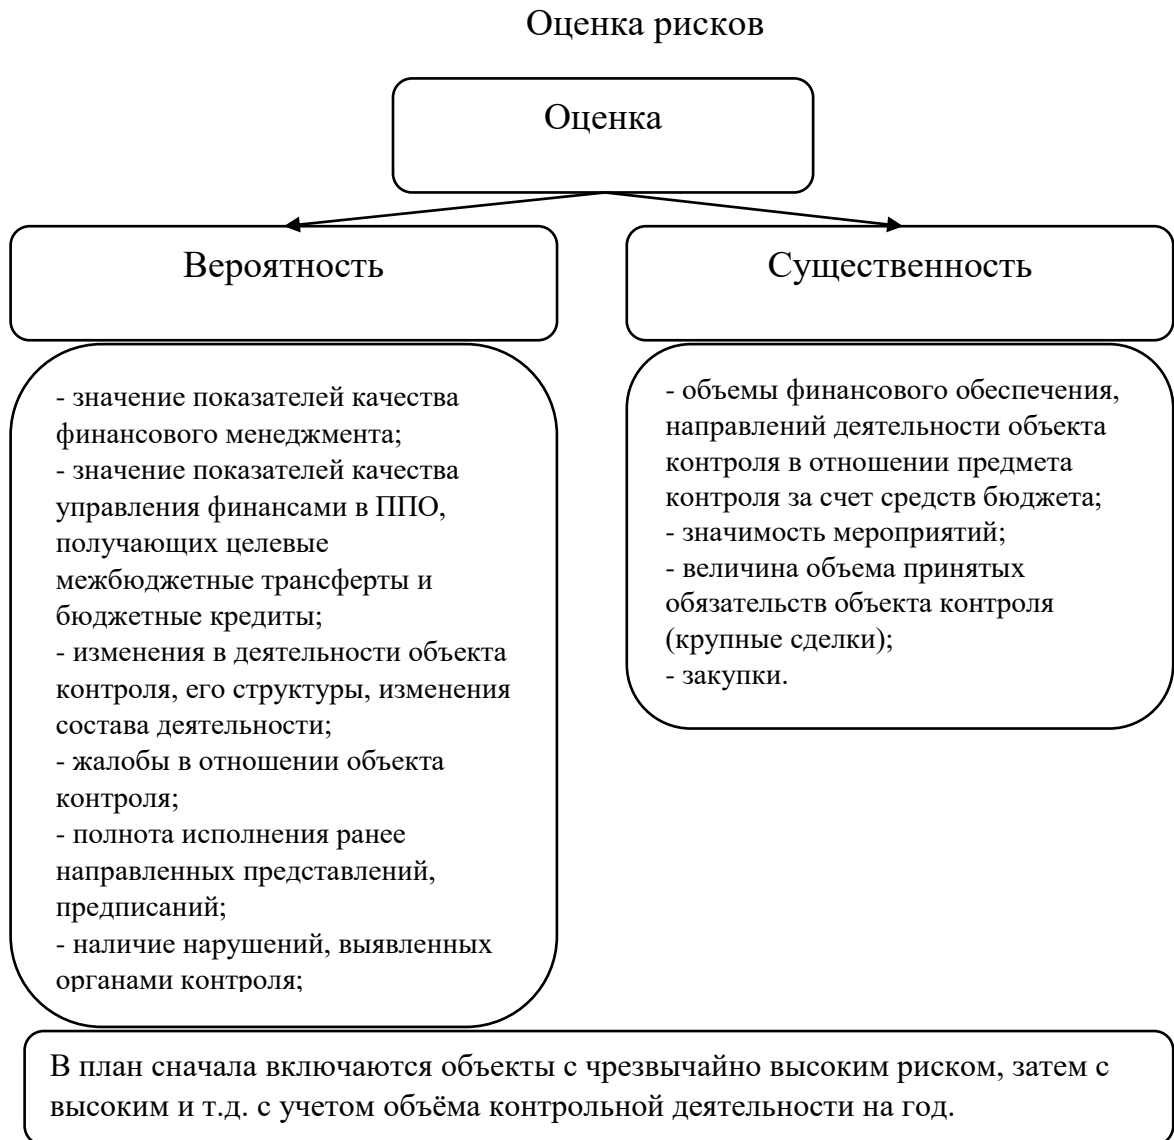 Оценка рисков
Оценка
Вероятность
- значение показателей качества
финансового менеджмента;
- значение показателей качества
управления финансами в ППО,
получающих целевые
межбюджетные трансферты и
бюджетные кредиты;
- изменения в деятельности объекта
контроля, его структуры, изменения
состава деятельности;
- жалобы в отношении объекта
контроля;
- полнота исполнения ранее
направленных представлений,
предписаний;
- наличие нарушений, выявленных
органами контроля;
Существенность
- объемы финансового обеспечения,
направлений деятельности объекта
контроля в отношении предмета
контроля за счет средств бюджета;
- значимость мероприятий;
- величина объема принятых
обязательств объекта контроля
(крупные сделки);
- закупки.
В план сначала включаются объекты с чрезвычайно высоким риском, затем с
высоким и т.д. с учетом объёма контрольной деятельности на год.